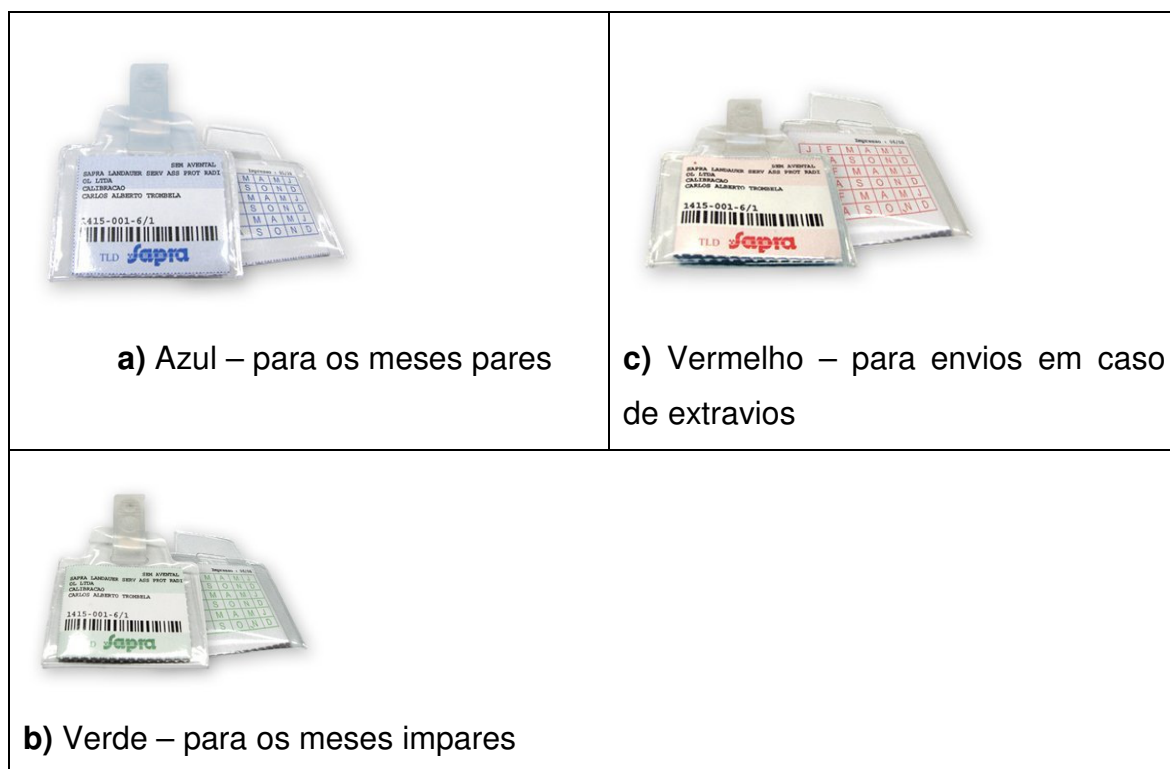 SEM AVENTAL
SAPRA LANDAUER SERV ASS PROT RADI
OL LTDA
CALIBRACAO
CARLOS ALBERTO TROMBELA
1415-001-6/1
TLD Sapra
M A M J
S O N D
M A M J
S O N D
M A M J
S O N D
a) Azul – para os meses pares
SEM AVENTAL
SAPRA LANDAUER SERV ASS PROT RADI
OL LTDA
CALIBRACAO
CARLOS ALBERTO TROMBELA
1415-001-6/1
TLD Sapra
J F M A M J
A S O N D
F M A M J
A S O N D
F M A M J
A S O N D
c) Vermelho – para envios em caso
de extravios
SEM AVENTAL
SAPRA LANDAUER SERV ASS PROT RADI
OL LTDA
CALIBRACAO
CARLOS ALBERTO TROMBELA
1415-001-6/1
D Sapra
M A M J
S O N D
M A M J
S O N D
M A M J
S O N D
b) Verde – para os meses impares